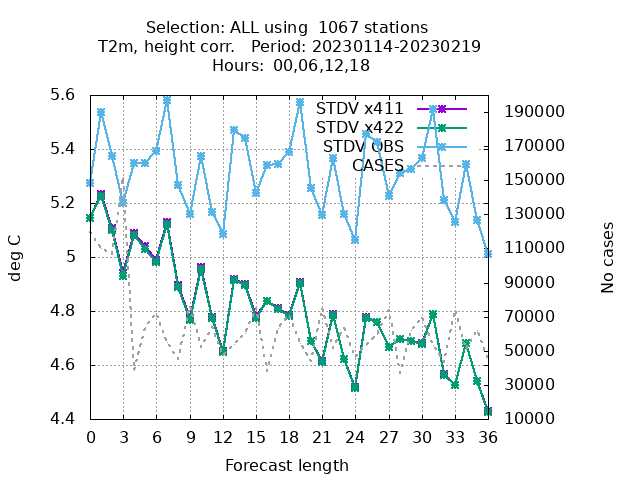 Selection: ALL using  1067 stations
T2m, height corr.   Period: 20230114-20230219
Hours:  00,06,12,18
STDV x411
STDV x422
STDV OBS
CASES
5.6
5.4
5.2
5
4.8
4.6
4.4
190000
170000
150000
130000
110000
90000
70000
50000
30000
10000
deg C
No cases
0 3 6 9 12 15 18 21 24 27 30 33 36
Forecast length